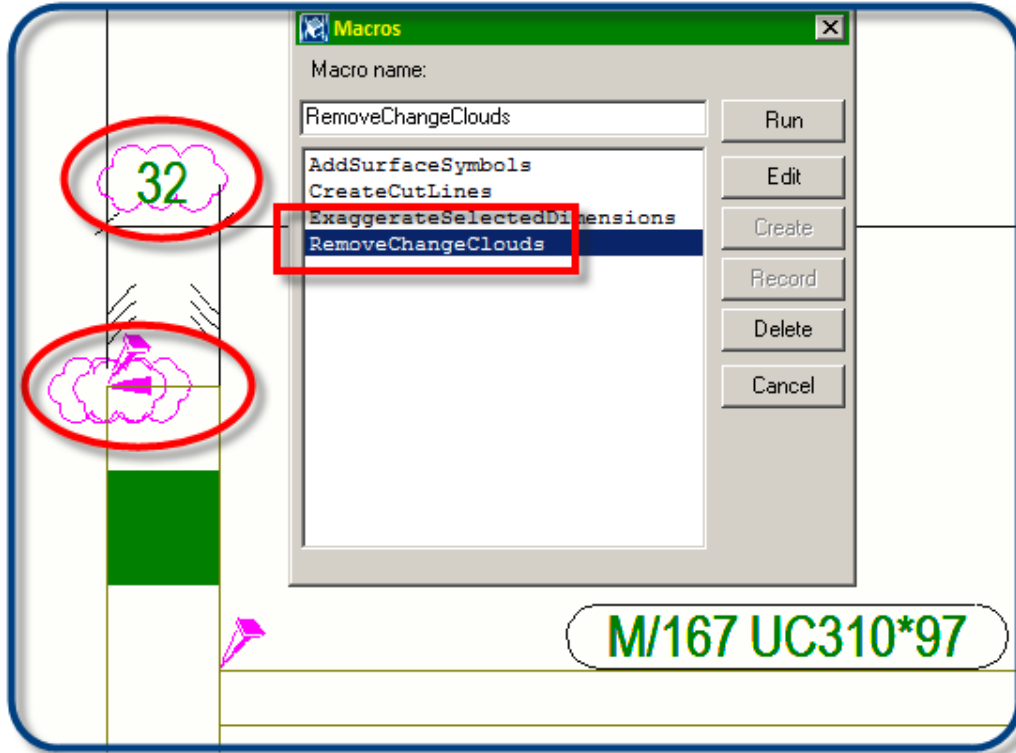 Macros
Macro name:
RemoveChangeClouds
Run
AddSurfaceSymbols
CreateCutLines
ExaggerateSelectedDimensions
RemoveChangeClouds
Edit
Create
Record
Delete
Cancel
32
M/167 UC310*97